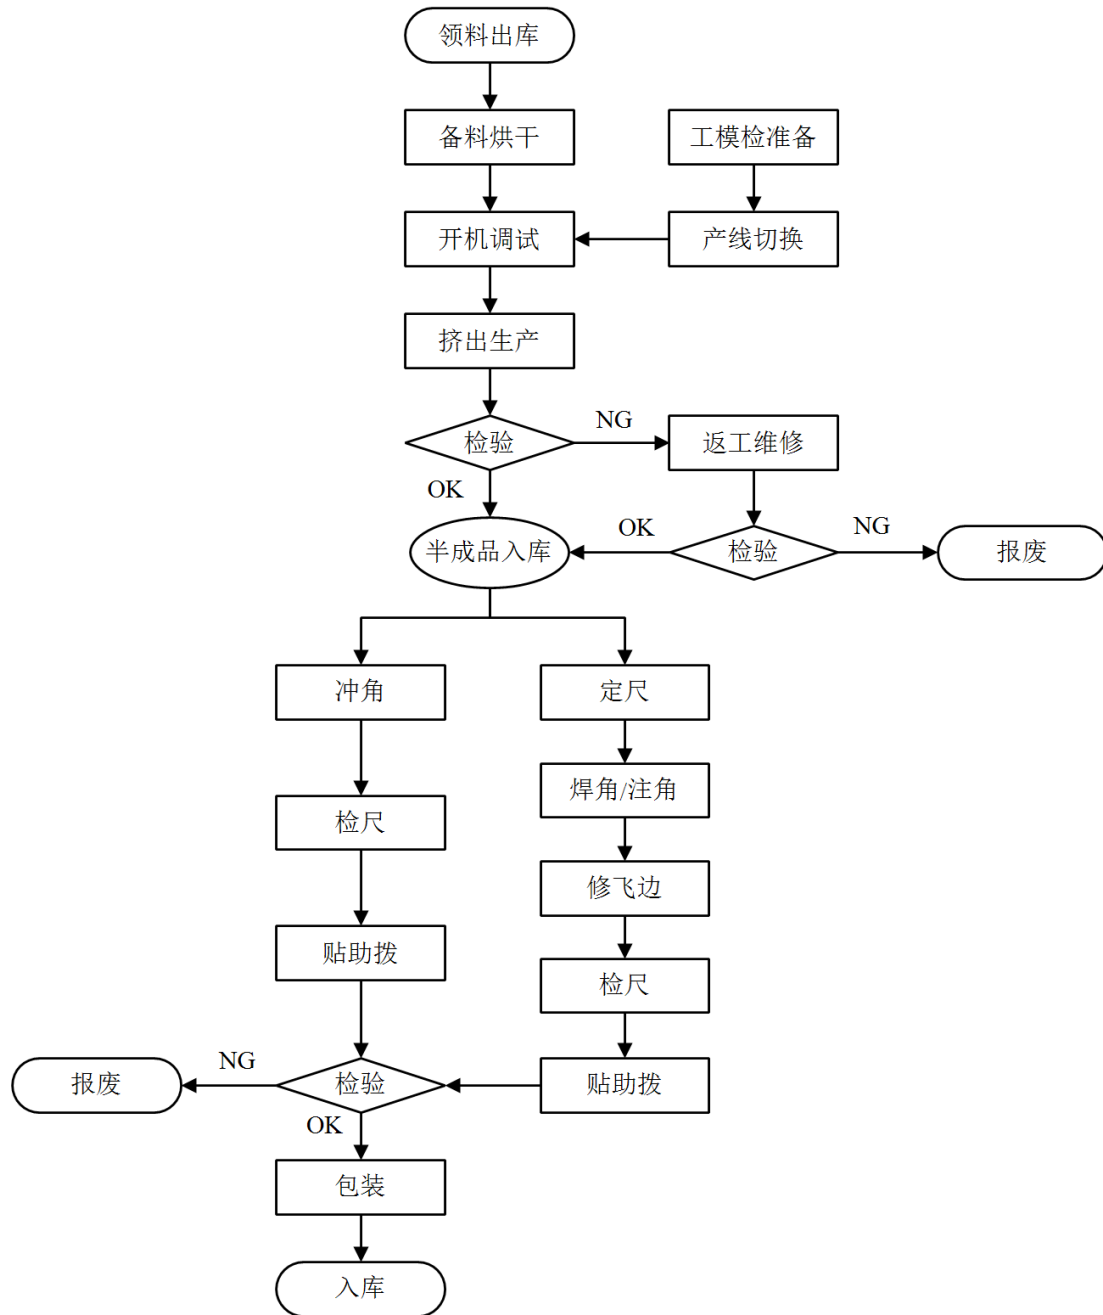 领料出库
备料烘干
工模检准备
开机调试
产线切换
挤出生产
NG
检验
返工维修
OK
OK
NG
半成品入库
检验
报废
冲角
定尺
焊角/注角
检尺
修飞边
贴助拨
检尺
NG
报废
检验
贴助拨
OK
包装
入库